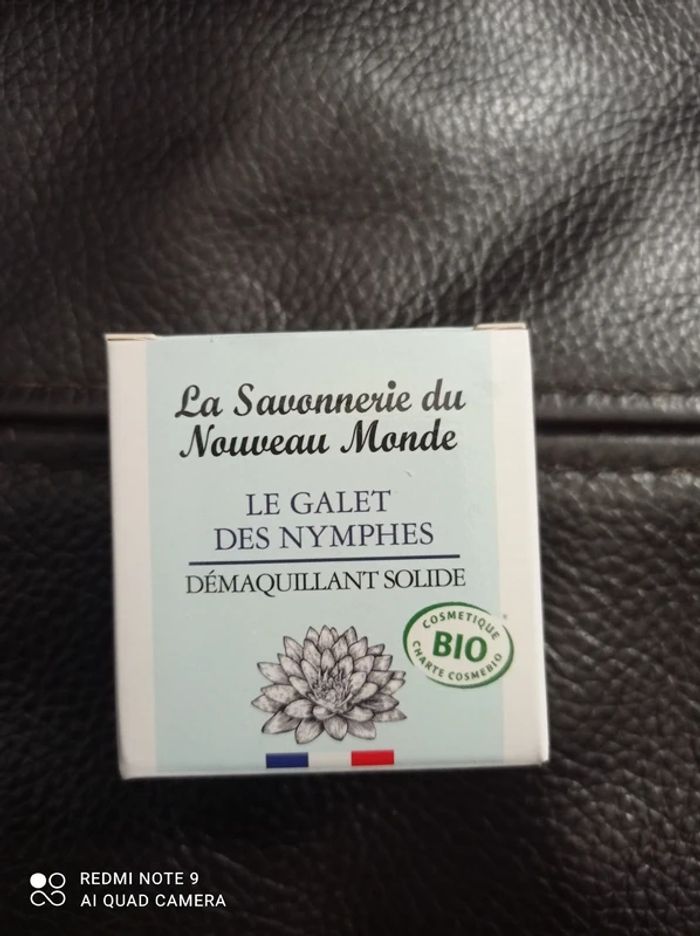 La Savonnerie du
Nouveau Monde
LE GALET
DES NYMPHES
DÉMAQUILLANT SOLIDE
COSMETIQUE
BIO
CHARTE COSMEBIO
REDMI NOTE 9
AI QUAD CAMERA